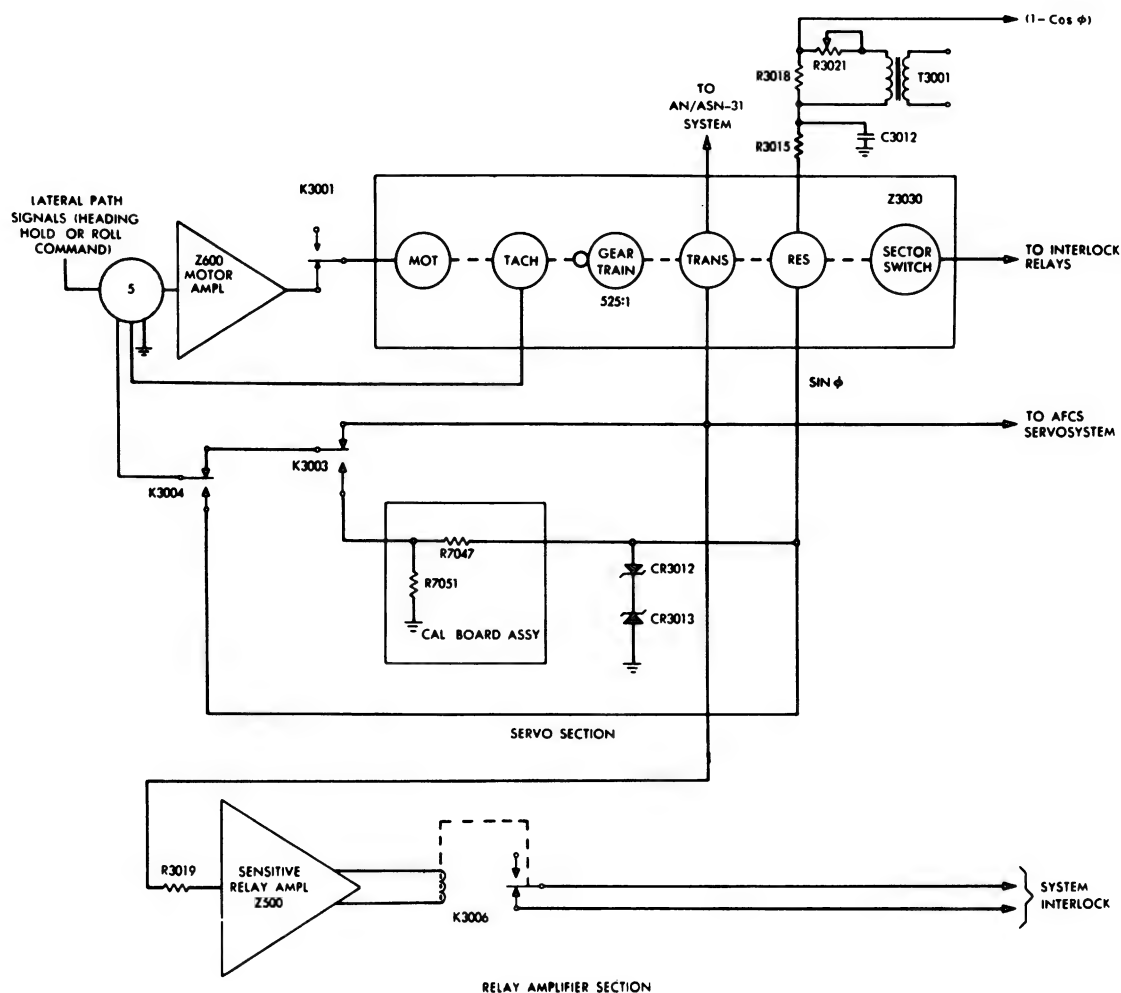 (1- Cos ϕ)
R3021
R3018
T3001
TO
AN/ASN-31
SYSTEM
C3012
R3015
LATERAL PATH
SIGNALS (HEADING
HOLD OR ROLL
COMMAND)
K3001
Z3030
Z600
MOTOR
AMPL
5
MOT
TACH
GEAR
TRAIN
525:1
TRANS
RES
SECTOR
SWITCH
TO INTERLOCK
RELAYS
SIN ϕ
TO AFCS
SERVOSYSTEM
K3003
K3004
R7047
R7051
CAL BOARD ASSY
CR3012
CR3013
SERVO SECTION
R3019
SENSITIVE
RELAY AMPL
Z500
K3006
SYSTEM
INTERLOCK
RELAY AMPLIFIER SECTION